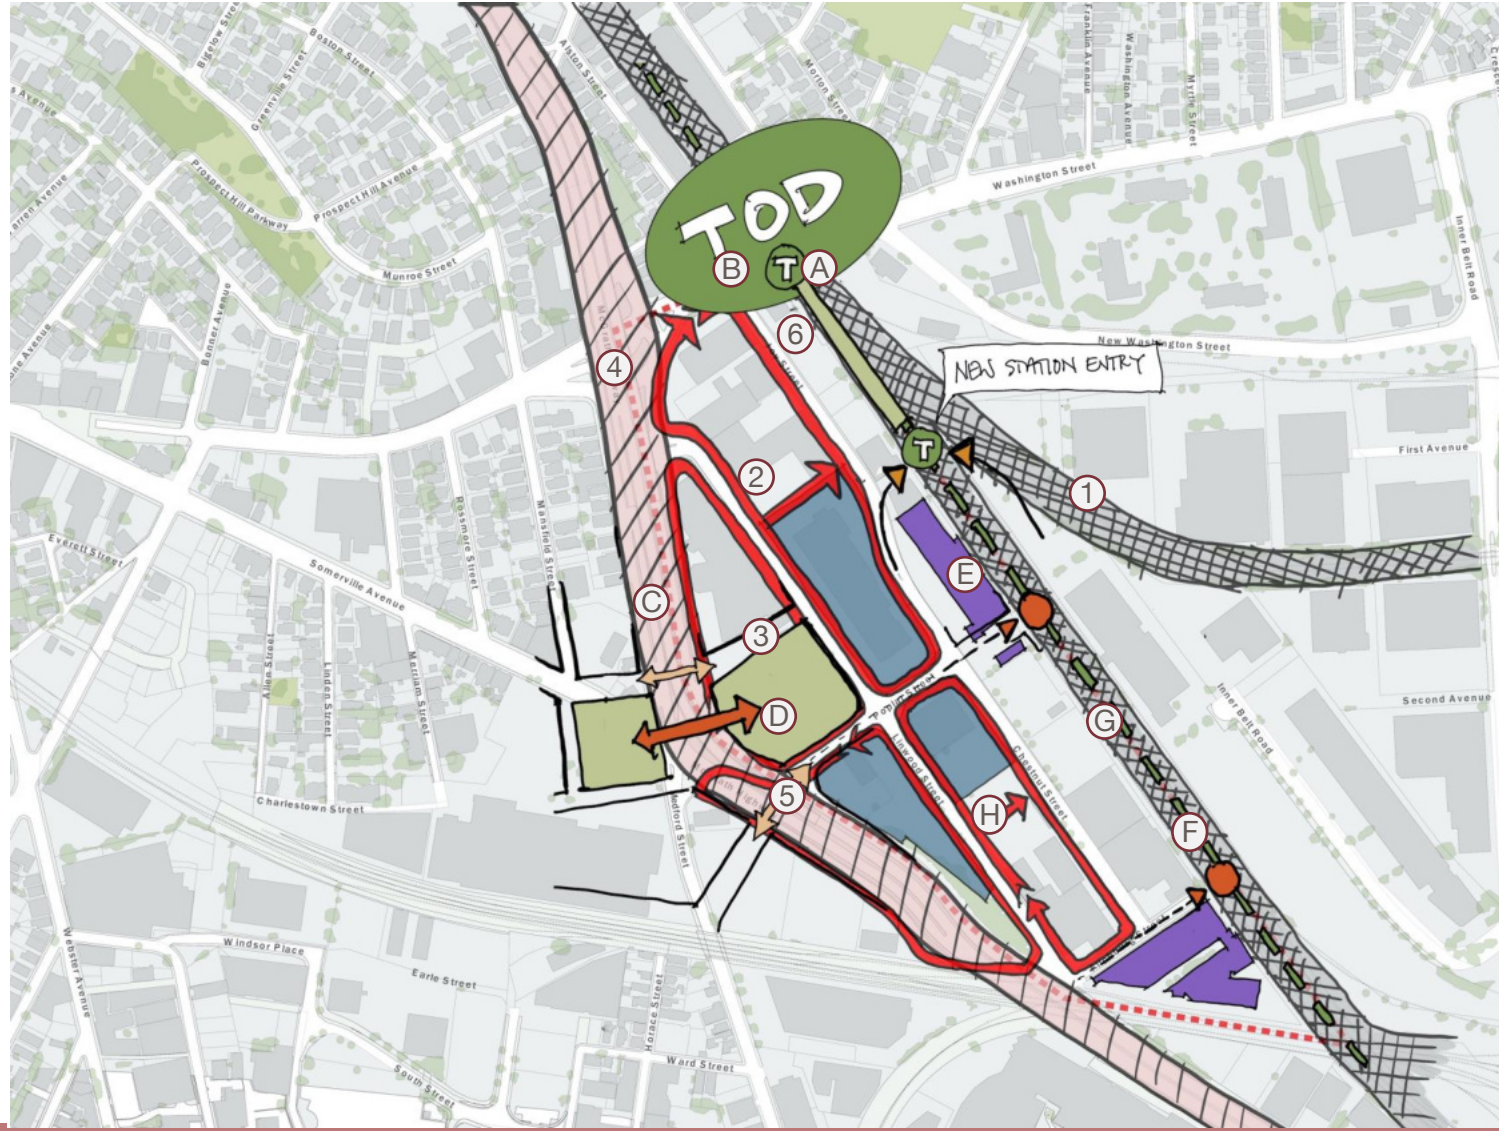 Bigelow Street
Boston Street
Greenville Street
Alston Street
Morton Street
Franklin Avenue
Washington Avenue
Myrtle Street
Washington Street
Inner Belt Road
Prospect Hill Parkway
Prospect Hill Avenue
Munroe Street
Bonner Avenue
TOD
B
T
A
6
4
New Washington Street
NEW STATION ENTRY
T
First Avenue
2
1
Everett Street
Rossmore Street
Mansfield Street
Somerville Avenue
E
C
3
Allen Street
Linden Street
Merriam Street
D
Poplar Street
G
Inner Belt Road
Second Avenue
Linwood Street
Chestnut Street
5
H
F
Charlestown Street
Medford Street
Webster Avenue
Windsor Place
Earle Street
Horace Street
Ward Street
South Street